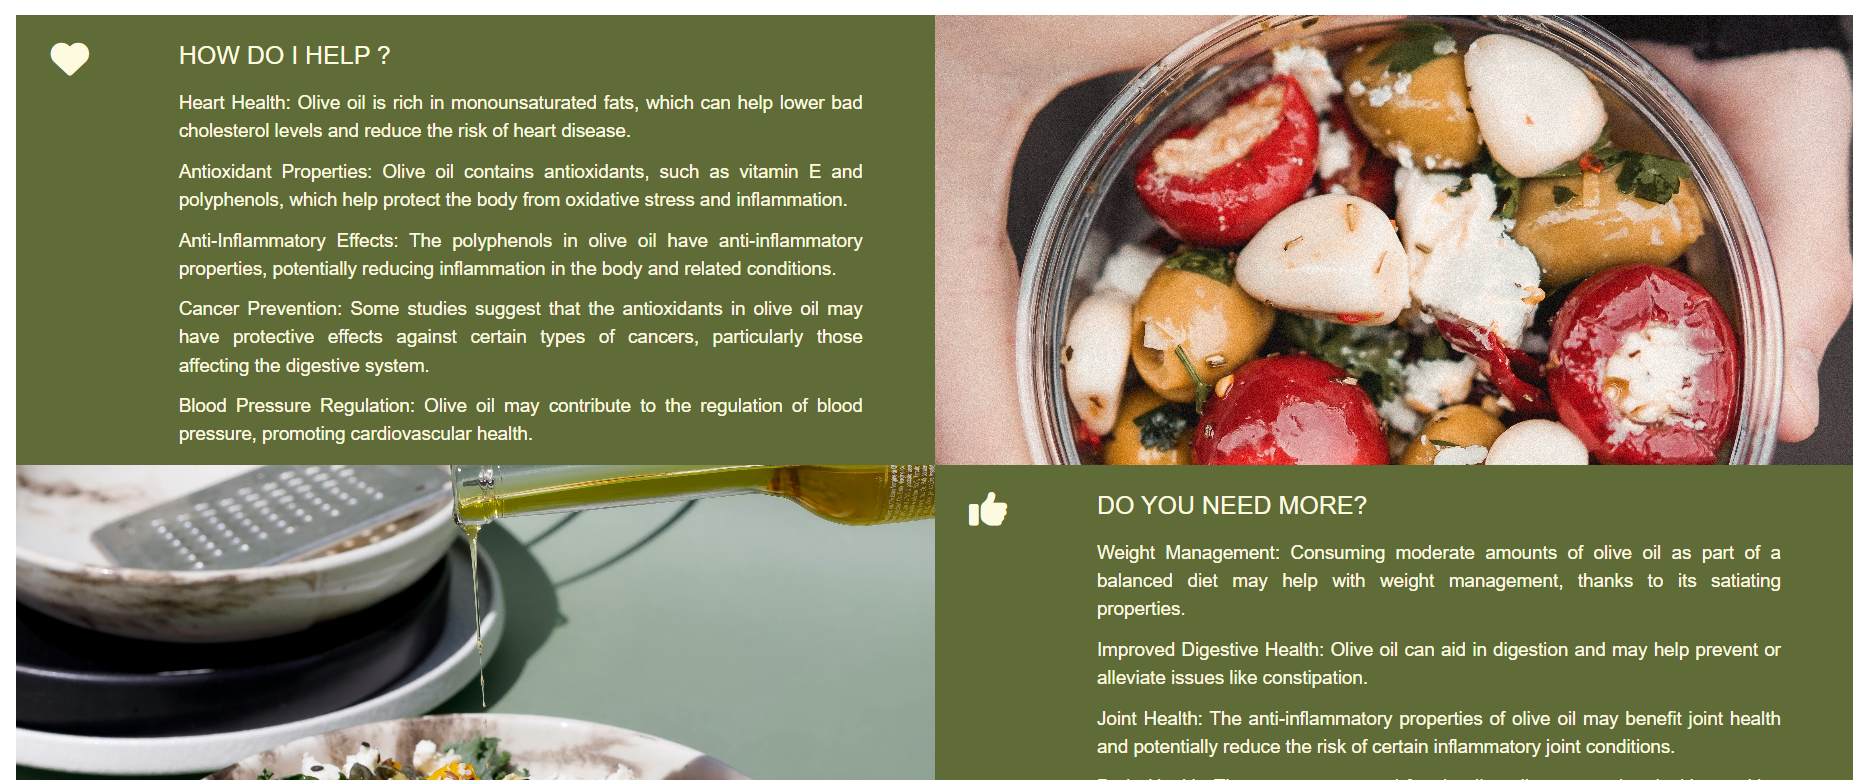 HOW DO I HELP ?
Heart Health: Olive oil is rich in monounsaturated fats, which can help lower bad
cholesterol levels and reduce the risk of heart disease.
Antioxidant Properties: Olive oil contains antioxidants, such as vitamin E and
polyphenols, which help protect the body from oxidative stress and inflammation.
Anti-Inflammatory Effects: The polyphenols in olive oil have anti-inflammatory
properties, potentially reducing inflammation in the body and related conditions.
Cancer Prevention: Some studies suggest that the antioxidants in olive oil may
have protective effects against certain types of cancers, particularly those
affecting the digestive system.
Blood Pressure Regulation: Olive oil may contribute to the regulation of blood
pressure, promoting cardiovascular health.
DO YOU NEED MORE?
Weight Management: Consuming moderate amounts of olive oil as part of a
balanced diet may help with weight management, thanks to its satiating
properties.
Improved Digestive Health: Olive oil can aid in digestion and may help prevent or
alleviate issues like constipation.
Joint Health: The anti-inflammatory properties of olive oil may benefit joint health
and potentially reduce the risk of certain inflammatory joint conditions.